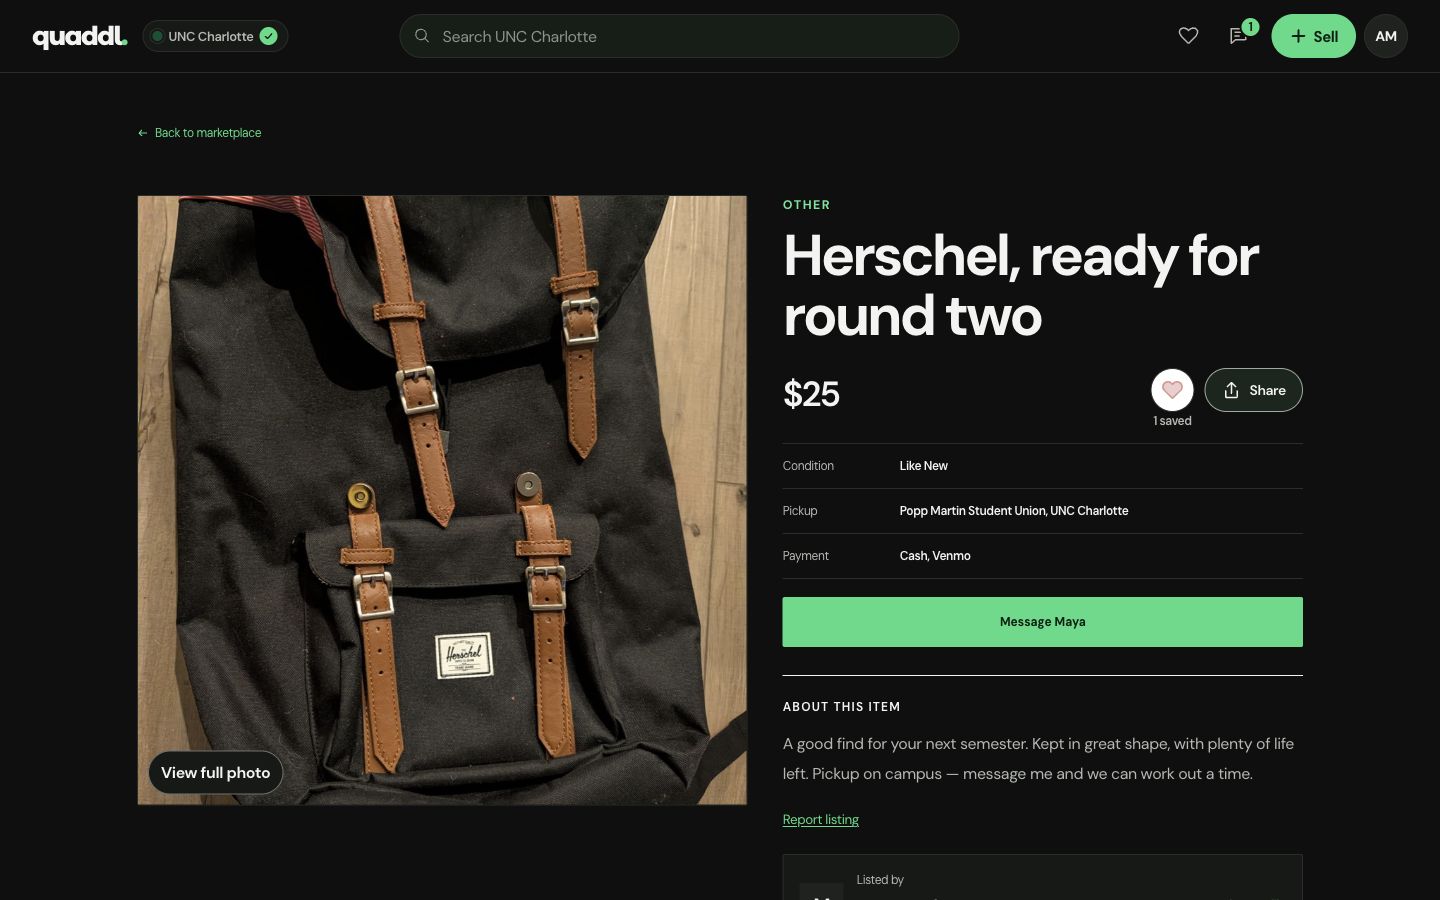 quaddl.
UNC Charlotte
Search UNC Charlotte
1
Sell
AM
Back to marketplace
OTHER
Herschel, ready for
round two
$25
Share
1 saved
Condition
Like New
Pickup
Popp Martin Student Union, UNC Charlotte
Payment
Cash, Venmo
Message Maya
ABOUT THIS ITEM
A good find for your next semester. Kept in great shape, with plenty of life
left. Pickup on campus — message me and we can work out a time.
Report listing
Listed by
Herschel
View full photo